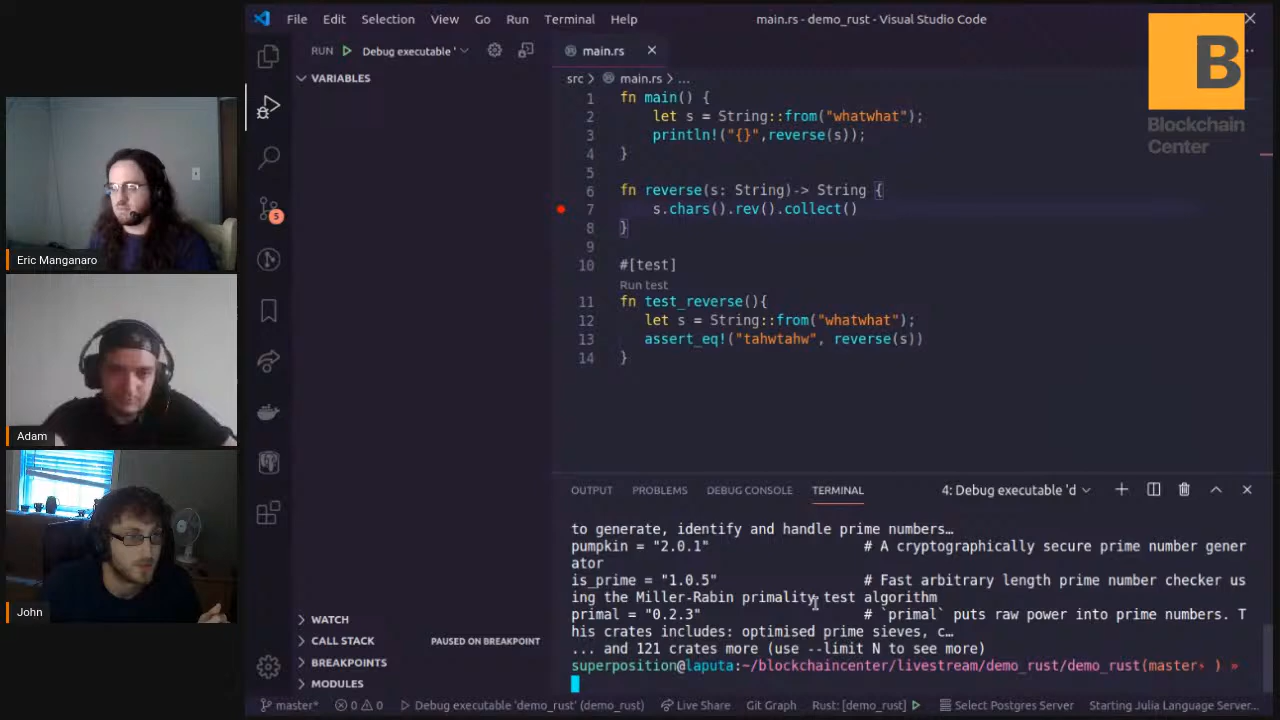 File Edit Selection View Go Run Terminal Help
main.rs - demo_rust - Visual Studio Code
RUN Debug executable '
main.rs
VARIABLES
src > main.rs > ...
B
Blockchain
Center
1 fn main() {
2 let s = String::from("whatwhat");
3 println!("{}",reverse(s));
4 }
5
6 fn reverse(s: String)-> String {
7 s.chars().rev().collect()
8 }
9
10 #[test]
Run test
11 fn test_reverse(){
12 let s = String::from("whatwhat");
13 assert_eq!("tahwtahw", reverse(s))
14 }
5
Eric Manganaro
Adam
John
WATCH
CALL STACK PAUSED ON BREAKPOINT
BREAKPOINTS
MODULES
OUTPUT PROBLEMS DEBUG CONSOLE TERMINAL 4: Debug executable 'd
to generate, identify and handle prime numbers…
pumpkin = "2.0.1" # A cryptographically secure prime number gener
ator
is_prime = "1.0.5" # Fast arbitrary length prime number checker us
ing the Miller-Rabin primality test algorithm
primal = "0.2.3" # `primal` puts raw power into prime numbers. T
his crates includes: optimised prime sieves, c…
... and 121 crates more (use --limit N to see more)
superposition@laputa:~/blockchaincenter/livestream/demo_rust/demo_rust(master⚡) »
master* 0 0 Debug executable 'demo_rust' (demo_rust) Live Share Git Graph Rust: [demo_rust] Select Postgres Server Starting Julia Language Server...